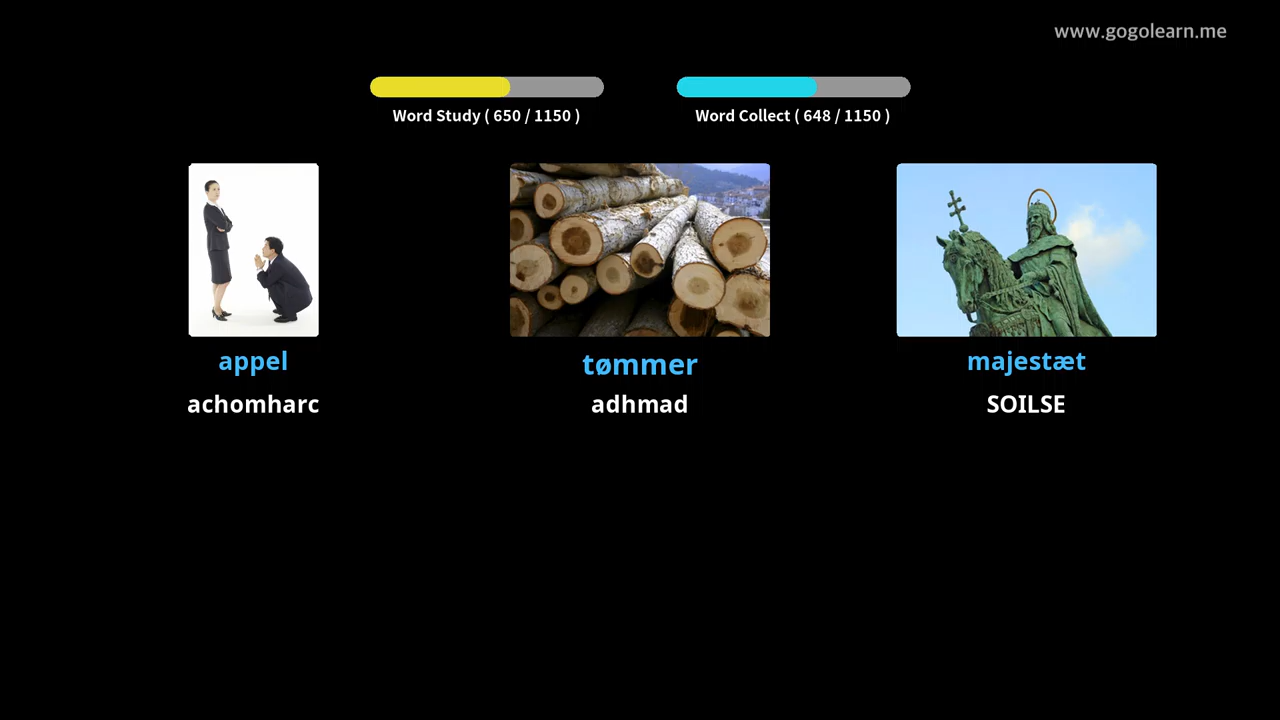 www.gogolearn.me
Word Study ( 650 / 1150 )
Word Collect ( 648 / 1150 )
appel
tømmer
majestæt
achomharc
adhmad
SOILSE